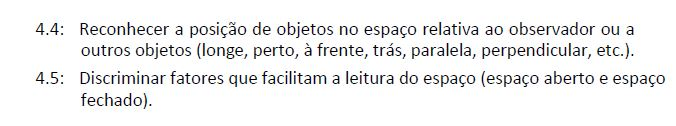 4.4: Reconhecer a posição de objetos no espaço relativa ao observador ou a
outros objetos (longe, perto, à frente, trás, paralela, perpendicular, etc.).
4.5: Discriminar fatores que facilitam a leitura do espaço (espaço aberto e espaço
fechado).